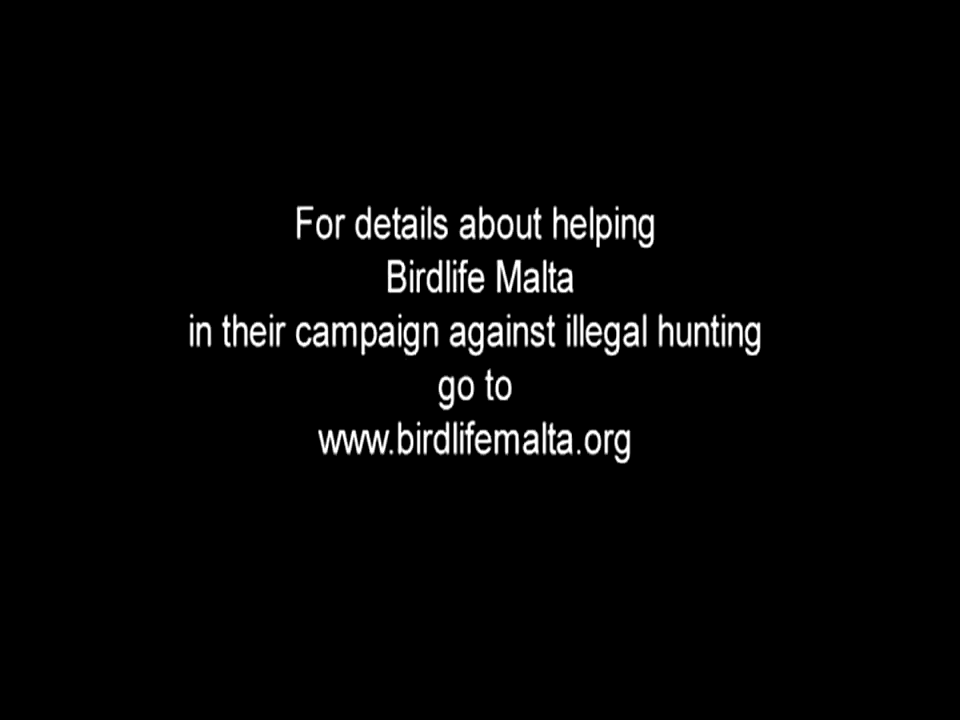 For details about helping
Birdlife Malta
in their campaign against illegal hunting
go to
www.birdlifemalta.org